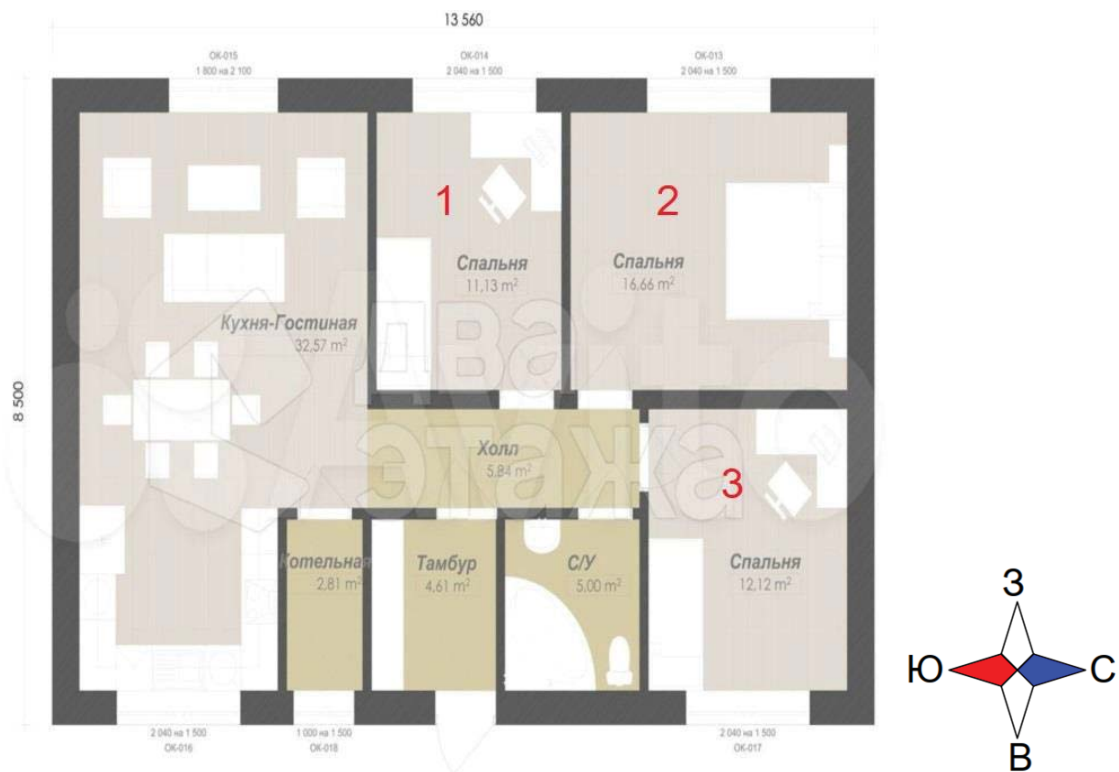 13 560
ОК-015
1 800 на 2 100
ОК-014
2 040 на 1 500
ОК-013
2 040 на 1 500
8 500
1
2
Спальня
11,13 m²
Спальня
16,66 m²
Кухня-Гостиная
32,57 m²
Два
этажа
Avito
Холл
5,84 m²
3
Котельная
2,81 m²
Тамбур
4,61 m²
С/У
5,00 m²
Спальня
12,12 m²
З
Ю
С
В
2 040 на 1 500
ОК-016
1 000 на 1 500
ОК-018
2 040 на 1 500
ОК-017